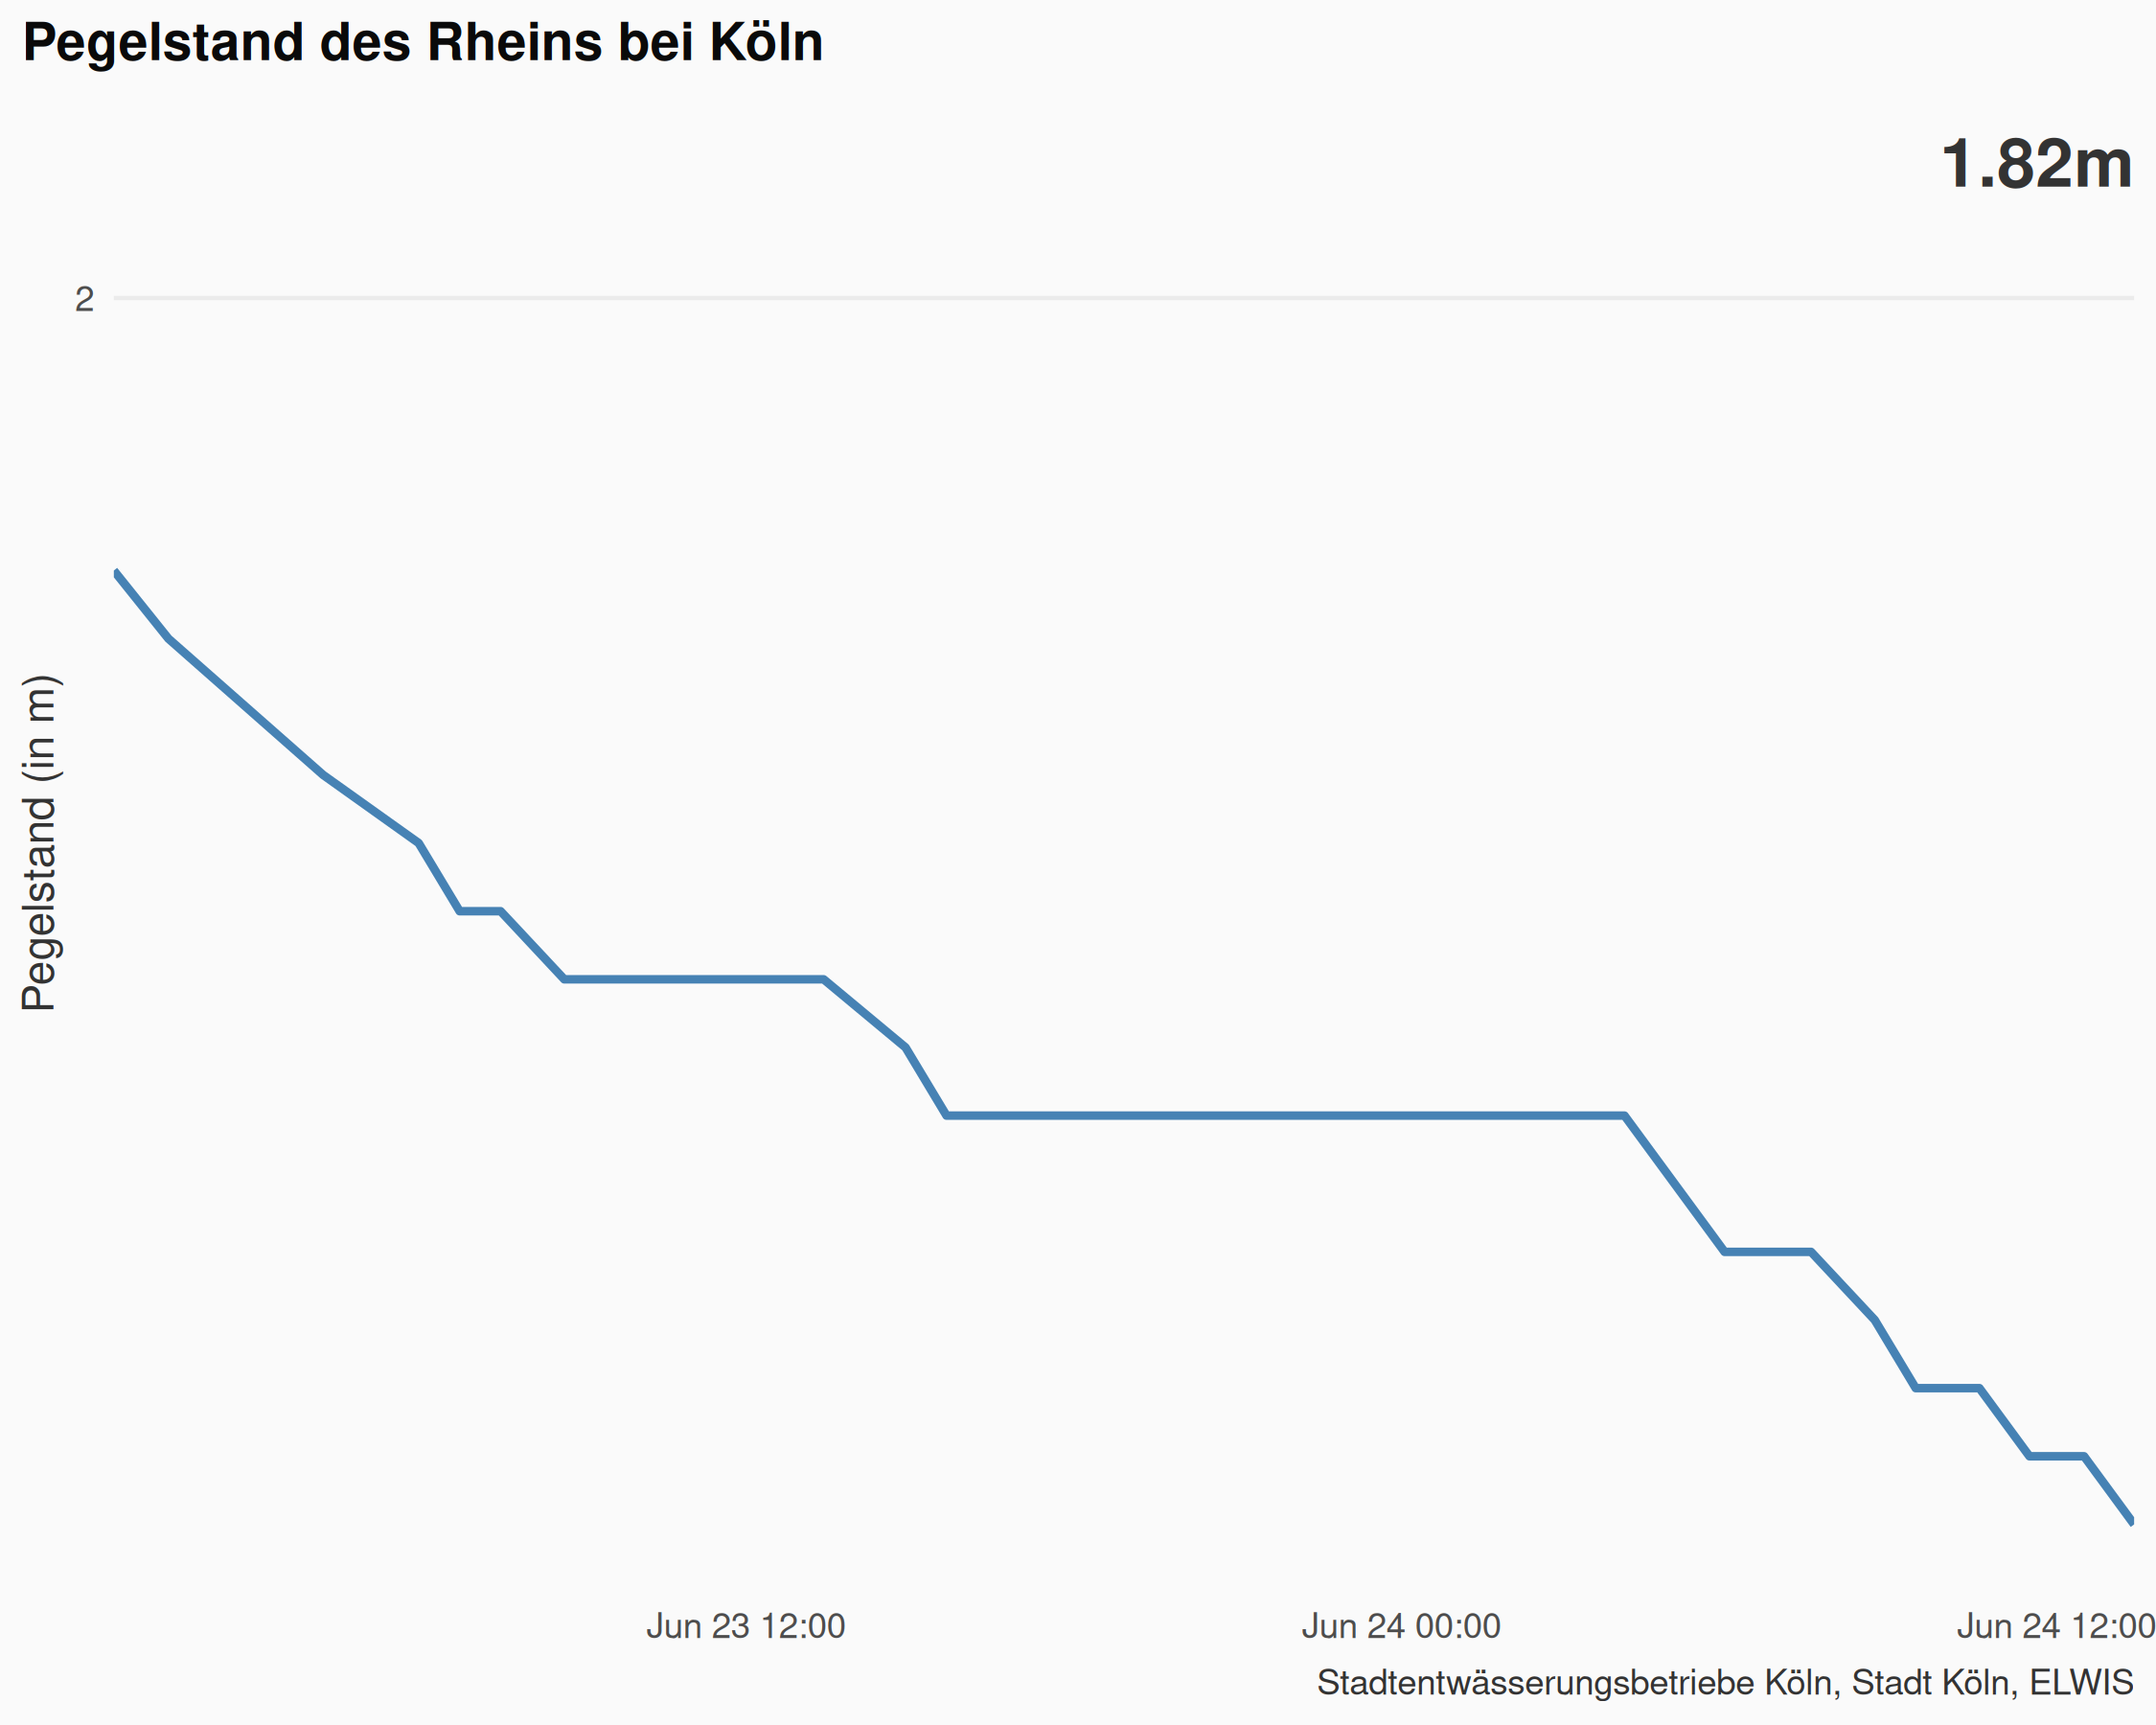 Pegelstand des Rheins bei Köln
1.82m
2
Pegelstand (in m)
Jun 23 12:00
Jun 24 00:00
Jun 24 12:00
Stadtentwässerungsbetriebe Köln, Stadt Köln, ELWIS